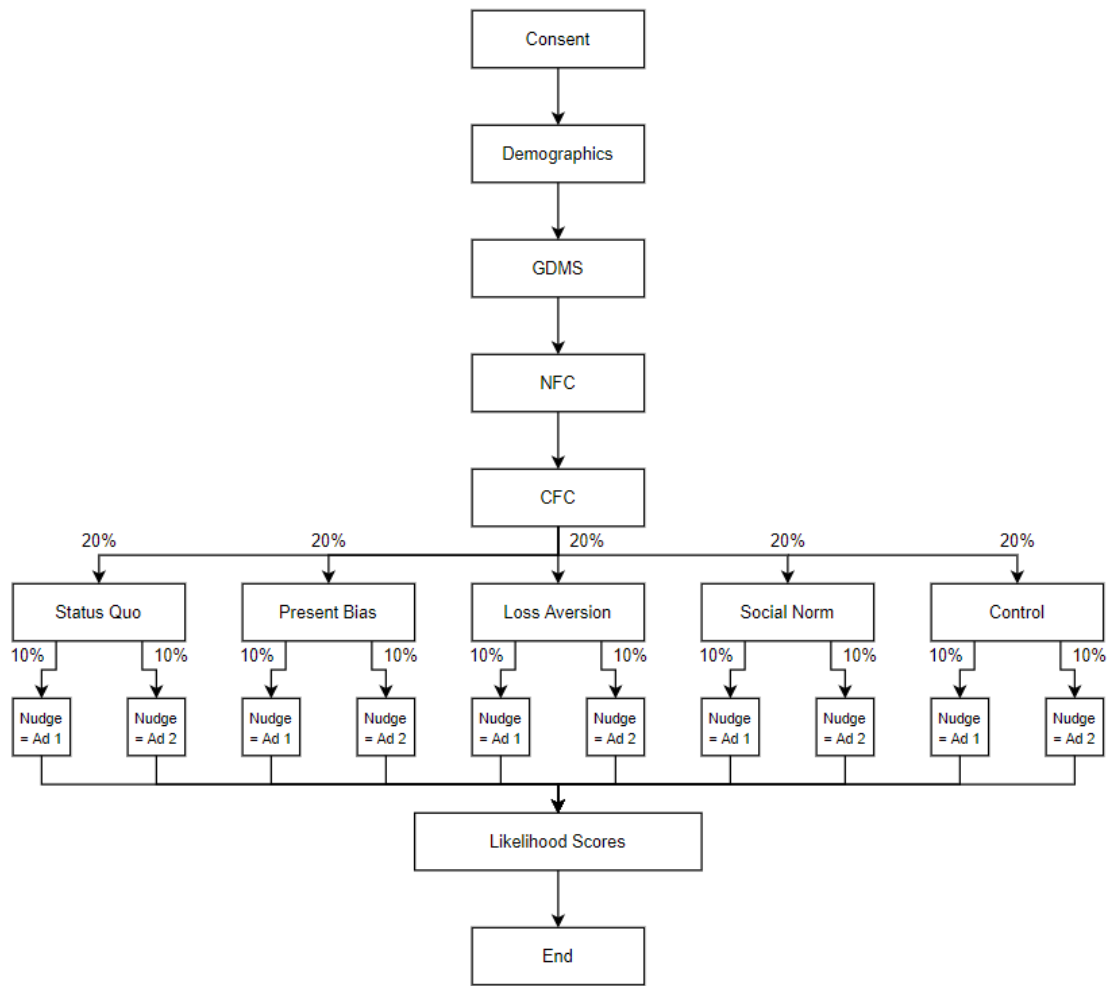 Consent
Demographics
GDMS
NFC
CFC
20% 20% 20% 20% 20%
Status Quo Present Bias Loss Aversion Social Norm Control
10% 10% 10% 10% 10% 10% 10% 10% 10% 10%
Nudge Nudge Nudge Nudge Nudge Nudge Nudge Nudge Nudge Nudge
= Ad 1 = Ad 2 = Ad 1 = Ad 2 = Ad 1 = Ad 2 = Ad 1 = Ad 2 = Ad 1 = Ad 2
Likelihood Scores
End